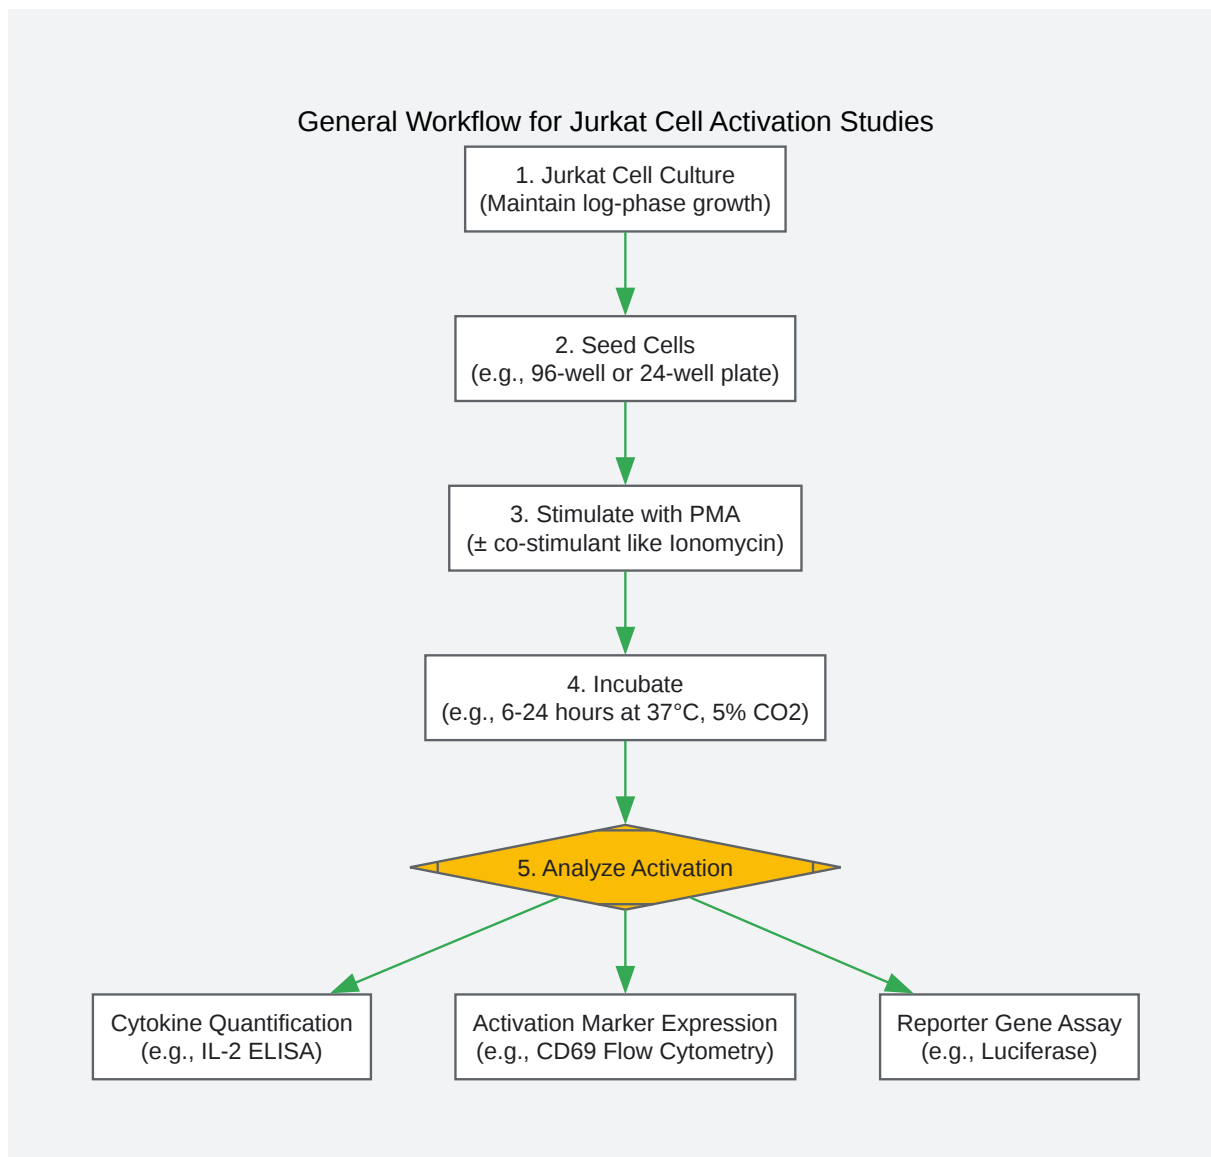 General Workflow for Jurkat Cell Activation Studies
1. Jurkat Cell Culture
(Maintain log-phase growth)
2. Seed Cells
(e.g., 96-well or 24-well plate)
3. Stimulate with PMA
(± co-stimulant like Ionomycin)
4. Incubate
(e.g., 6-24 hours at 37°C, 5% CO2)
5. Analyze Activation
Cytokine Quantification
(e.g., IL-2 ELISA)
Activation Marker Expression
(e.g., CD69 Flow Cytometry)
Reporter Gene Assay
(e.g., Luciferase)